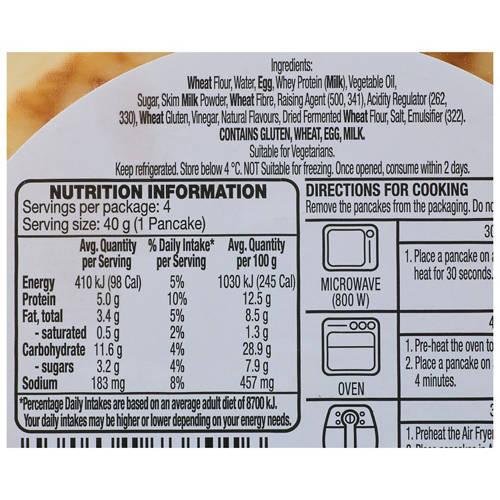 Ingredients:
Wheat Flour, Water, Egg, Whey Protein (Milk), Vegetable Oil,
Sugar, Skim Milk Powder, Wheat Fibre, Raising Agent (500, 341), Acidity Regulator (262,
330), Wheat Gluten, Vinegar, Natural Flavours, Dried Fermented Wheat Flour, Salt, Emulsifier (322).
CONTAINS GLUTEN, WHEAT, EGG, MILK.
Suitable for Vegetarians.
Keep refrigerated. Store below 4 °C. NOT Suitable for freezing. Once opened, consume within 2 days.
NUTRITION INFORMATION
Servings per package: 4
Serving size: 40 g (1 Pancake)
Avg. Quantity % Daily Intake* Avg. Quantity
per Serving per Serving per 100 g
Energy 410 kJ (98 Cal) 5% 1030 kJ (245 Cal)
Protein 5.0 g 10% 12.5 g
Fat, total 3.4 g 5% 8.5 g
- saturated 0.5 g 2% 1.3 g
Carbohydrate 11.6 g 4% 28.9 g
- sugars 3.2 g 4% 7.9 g
Sodium 183 mg 8% 457 mg
*Percentage Daily Intakes are based on an average adult diet of 8700 kJ.
Your daily intakes may be higher or lower depending on your energy needs.
DIRECTIONS FOR COOKING
Remove the pancakes from the packaging. Do
30
MICROWAVE
(800 W)
1. Place a pancake on
heat for 30 seconds.
4
OVEN
1. Pre-heat the oven to
2. Place a pancake on
4 minutes.
3
1. Preheat the Air